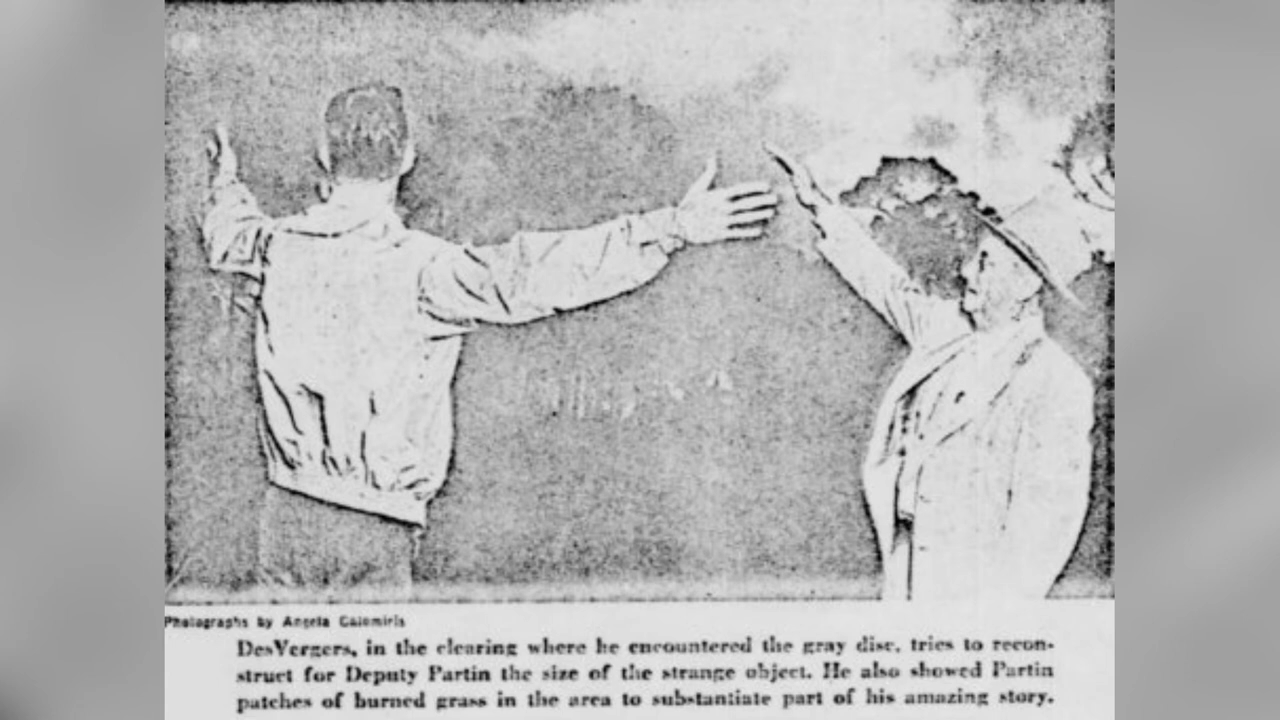 Photographs by Angela Calomiris
DesVergers, in the clearing where he encountered the gray disc, tries to recon-
struct for Deputy Partin the size of the strange object. He also showed Partin
patches of burned grass in the area to substantiate part of his amazing story.